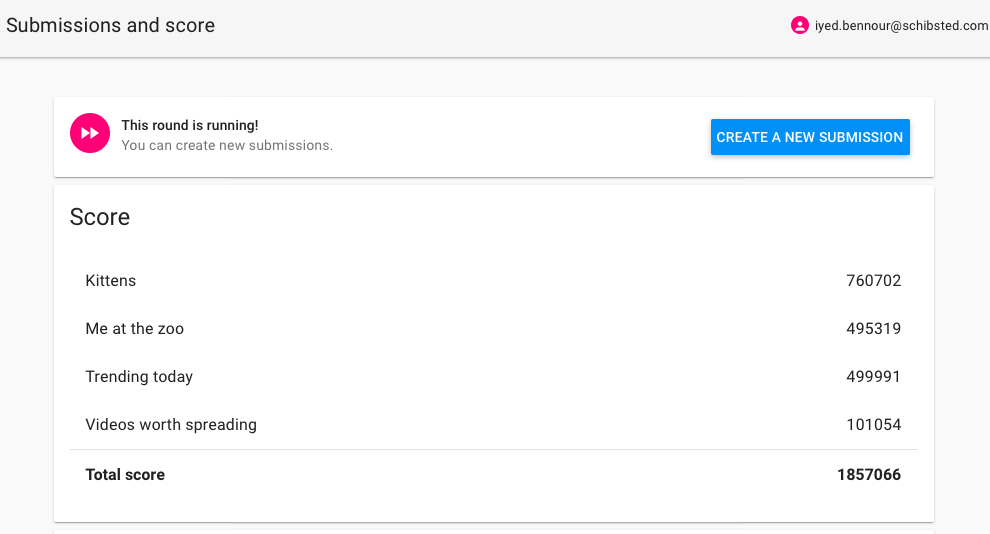 Submissions and score
iyed.bennour@schibsted.com
This round is running!
You can create new submissions.
CREATE A NEW SUBMISSION
Score
Kittens 760702
Me at the zoo 495319
Trending today 499991
Videos worth spreading 101054
Total score 1857066